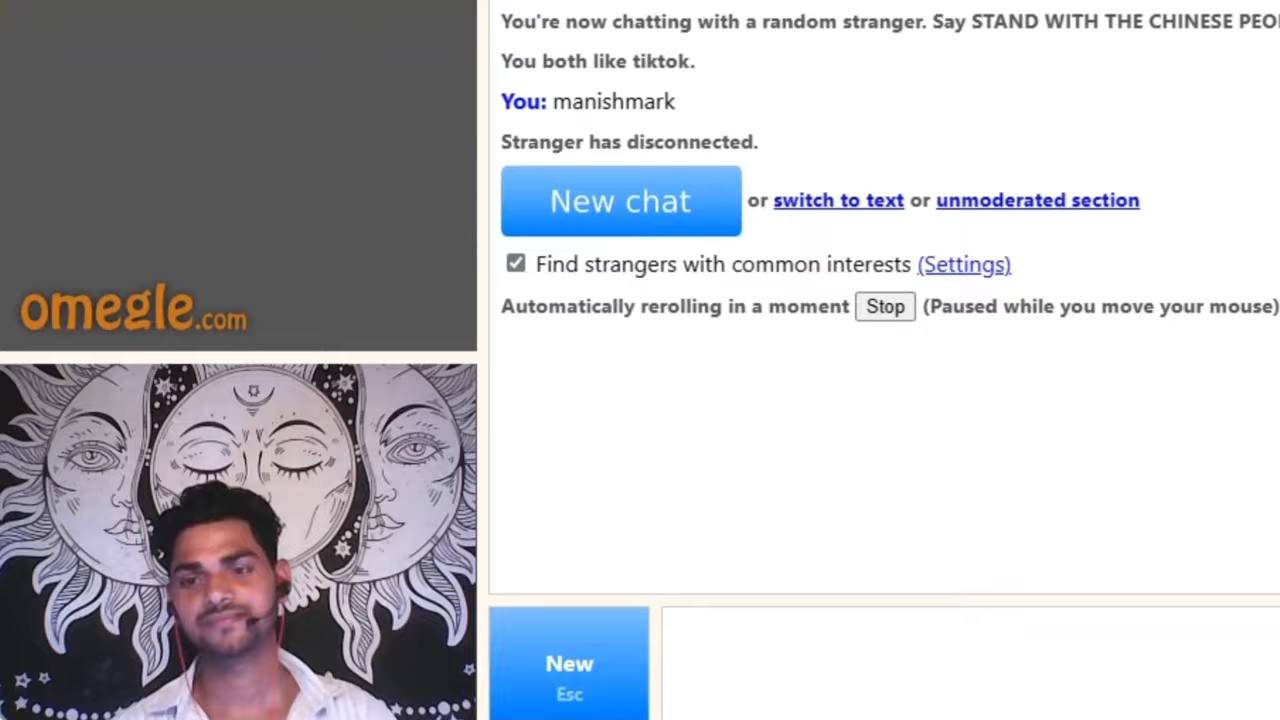 You're now chatting with a random stranger. Say STAND WITH THE CHINESE
You both like tiktok.
You: manishmark
Stranger has disconnected.
New chat or switch to text or unmoderated section
Find strangers with common interests (Settings)
Automatically rerolling in a moment Stop (Paused while you move your mouse)
omegle.com
New
Esc